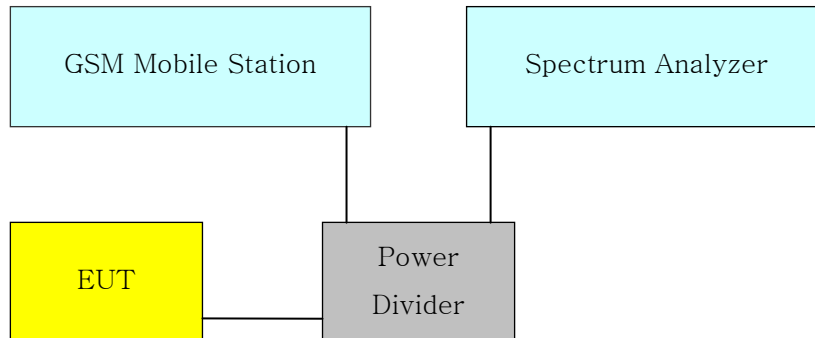 GSM Mobile Station
Spectrum Analyzer
EUT
Power
Divider